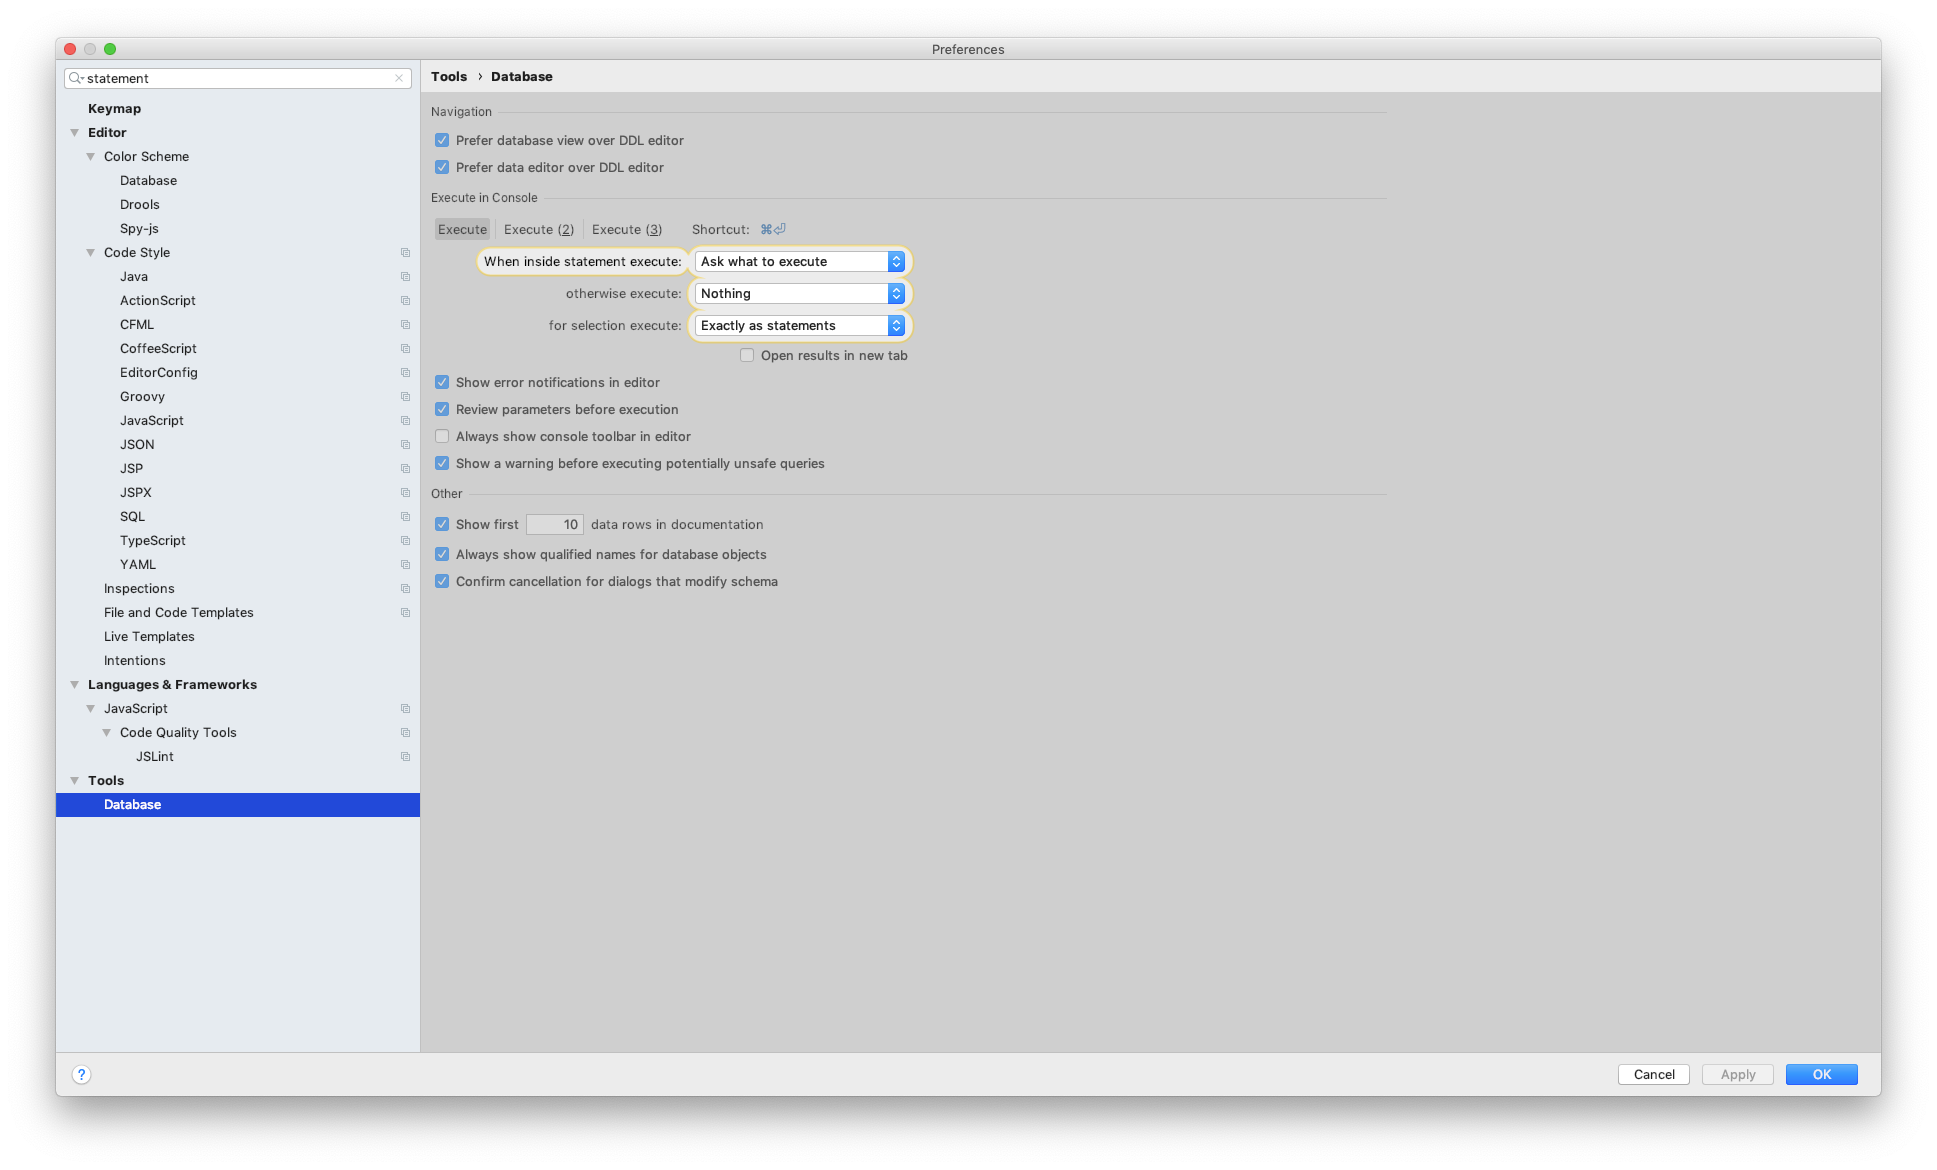 Preferences
statement
Keymap
Editor
Color Scheme
Database
Drools
Spy-js
Code Style
Java
ActionScript
CFML
CoffeeScript
EditorConfig
Groovy
JavaScript
JSON
JSP
JSPX
SQL
TypeScript
YAML
Inspections
File and Code Templates
Live Templates
Intentions
Languages & Frameworks
JavaScript
Code Quality Tools
JSLint
Tools
Database
Tools › Database
Navigation
Prefer database view over DDL editor
Prefer data editor over DDL editor
Execute in Console
Execute Execute (2) Execute (3) Shortcut: ⌘⏎
When inside statement execute: Ask what to execute
otherwise execute: Nothing
for selection execute: Exactly as statements
Open results in new tab
Show error notifications in editor
Review parameters before execution
Always show console toolbar in editor
Show a warning before executing potentially unsafe queries
Other
Show first 10 data rows in documentation
Always show qualified names for database objects
Confirm cancellation for dialogs that modify schema
? Cancel Apply OK